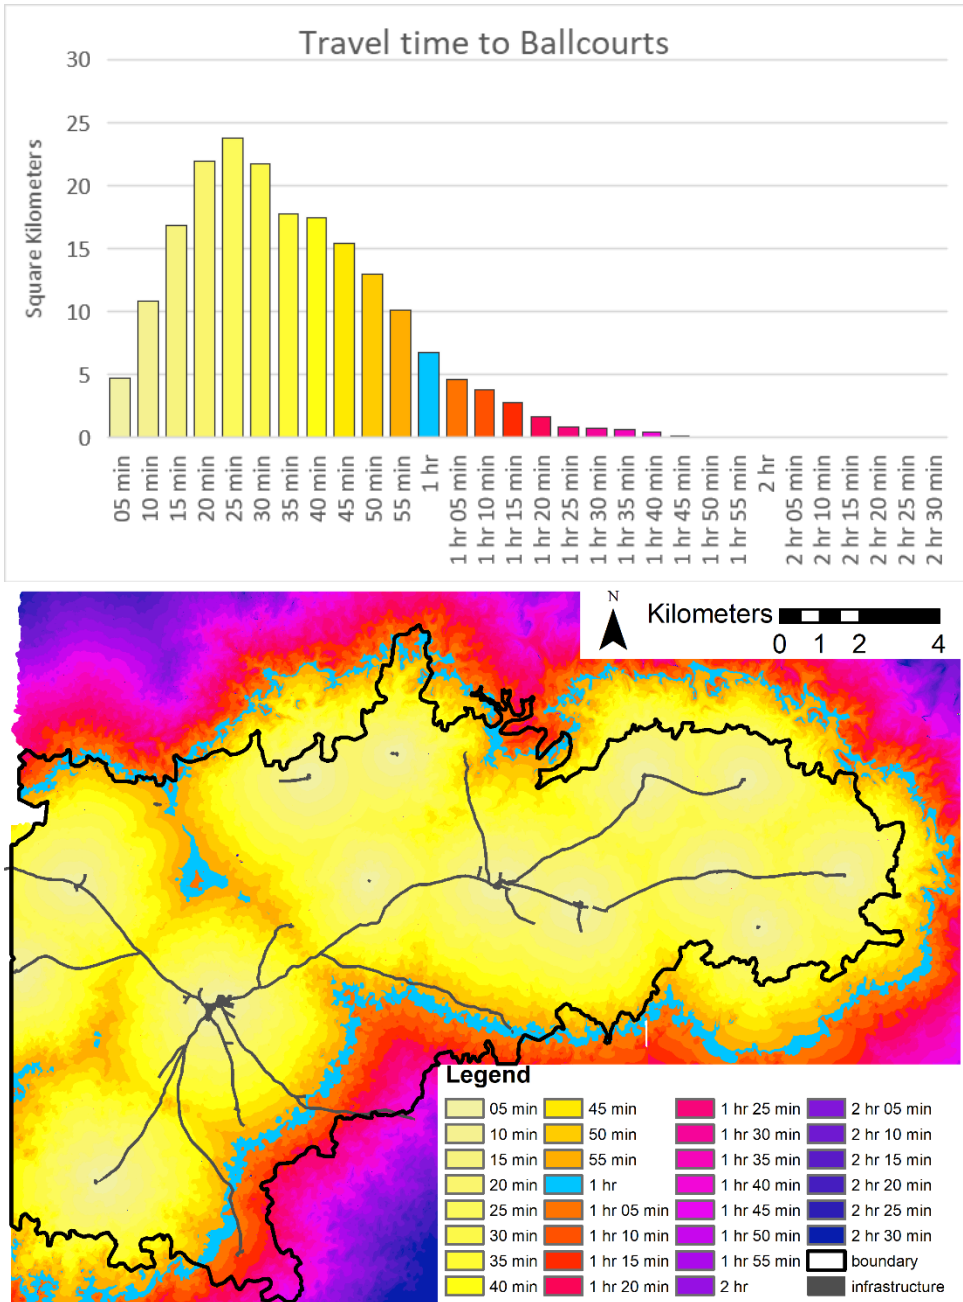 Travel time to Ballcourts
Square Kilometers
30
25
20
15
10
5
0
05 min
10 min
15 min
20 min
25 min
30 min
35 min
40 min
45 min
50 min
55 min
1 hr
1 hr 05 min
1 hr 10 min
1 hr 15 min
1 hr 20 min
1 hr 25 min
1 hr 30 min
1 hr 35 min
1 hr 40 min
1 hr 45 min
1 hr 50 min
1 hr 55 min
2 hr
2 hr 05 min
2 hr 10 min
2 hr 15 min
2 hr 20 min
2 hr 25 min
2 hr 30 min
N
Kilometers
0 1 2 4
Legend
05 min
10 min
15 min
20 min
25 min
30 min
35 min
40 min
45 min
50 min
55 min
1 hr
1 hr 05 min
1 hr 10 min
1 hr 15 min
1 hr 20 min
1 hr 25 min
1 hr 30 min
1 hr 35 min
1 hr 40 min
1 hr 45 min
1 hr 50 min
1 hr 55 min
2 hr
2 hr 05 min
2 hr 10 min
2 hr 15 min
2 hr 20 min
2 hr 25 min
2 hr 30 min
boundary
infrastructure